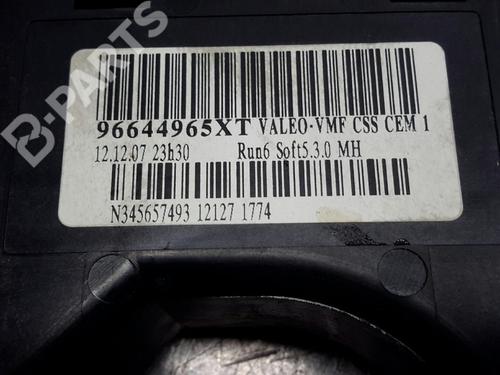 B-PARTS
96644965XT VALEO-VMF CSS CEM 1
12.12.07 23h30 Run6 Soft5.3.0 MH
N345657493 12127 1774